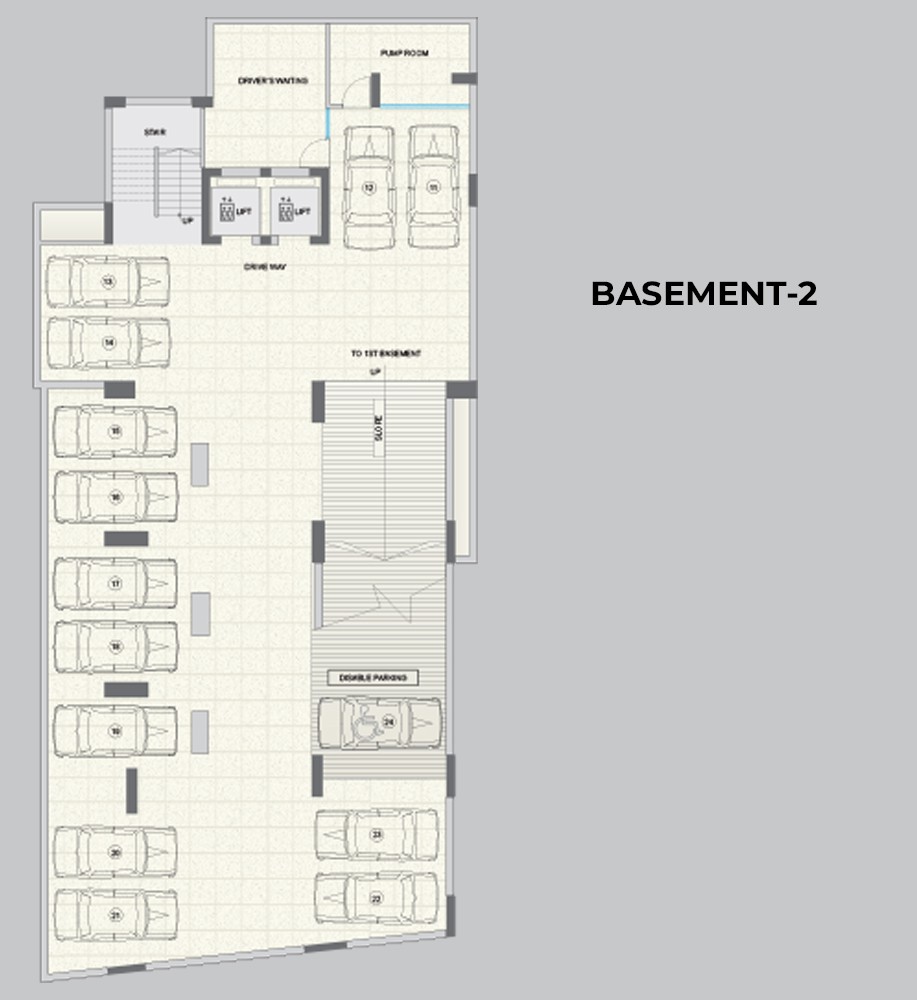 PUMP ROOM
DRIVER'S WAITING
STAIR
12
11
LIFT
LIFT
UP
DRIVE WAY
13
BASEMENT-2
14
TO 1ST BASEMENT
UP
SLOPE
15
16
17
18
DISABLE PARKING
19
24
23
20
22
21